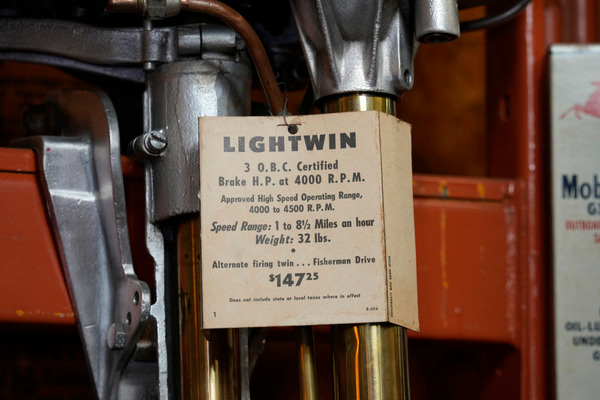 LIGHTWIN
3 O.B.C. Certified
Brake H.P. at 4000 R.P.M.
Approved High Speed Operating Range,
4000 to 4500 R.P.M.
Speed Range: 1 to 8½ Miles an hour
Weight: 32 lbs.
Alternate firing twin . . . Fisherman Drive
$147.25
Does not include state or local taxes where in effect
1
Mob
OUTBOARD
OIL-LU
UNDE